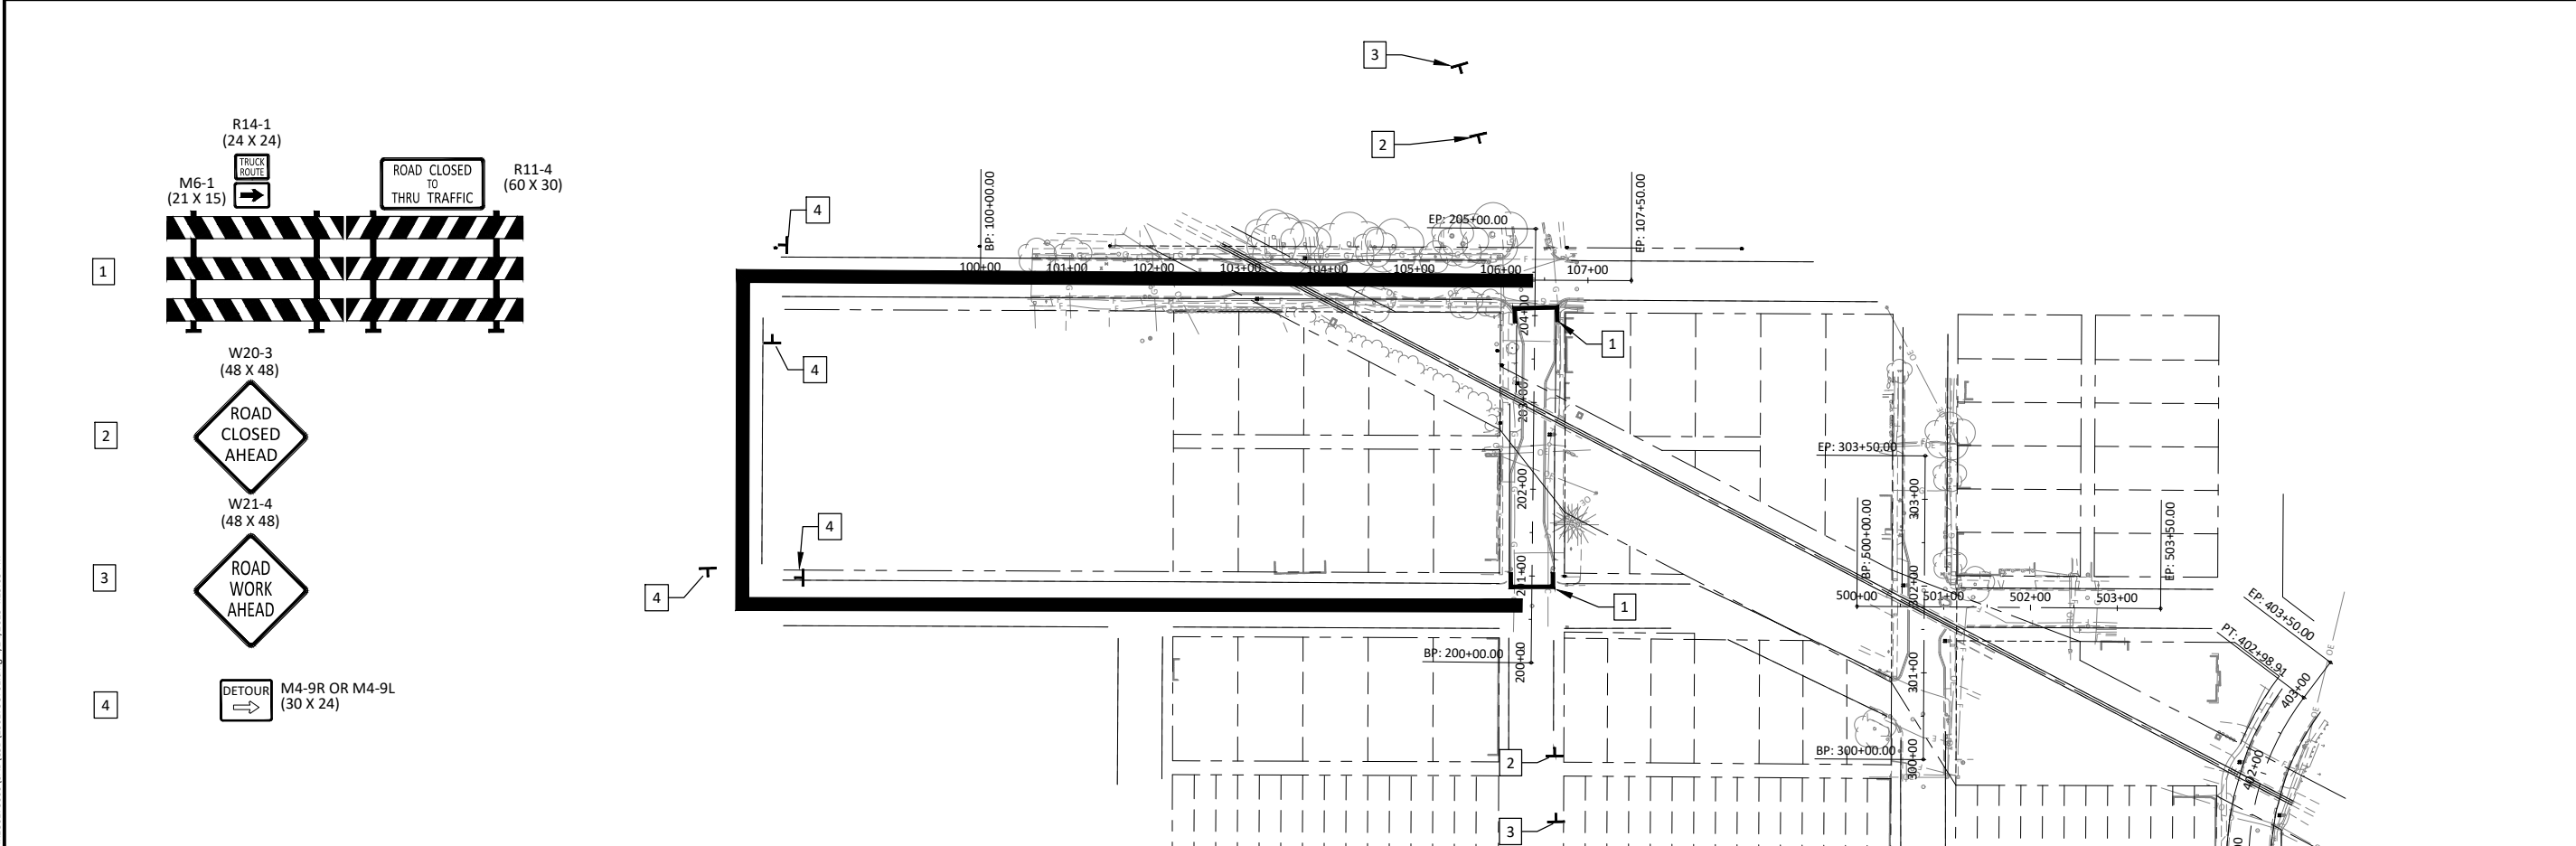 R14-1
(24 X 24)
TRUCK
ROUTE
M6-1
(21 X 15)
ROAD CLOSED
TO
THRU TRAFFIC
R11-4
(60 X 30)
1
W20-3
(48 X 48)
ROAD
CLOSED
AHEAD
2
W21-4
(48 X 48)
ROAD
WORK
AHEAD
3
DETOUR
M4-9R OR M4-9L
(30 X 24)
4
3
2
4
BP: 100+00.00
EP: 205+00.00
EP: 107+50.00
100+00
101+00
102+00
103+00
104+00
105+00
106+00
107+00
204+00
1
4
203+00
EP: 303+50.00
202+00
303+00
BP: 500+00.00
EP: 503+50.00
4
201+00
302+00
4
500+00
501+00
502+00
503+00
1
EP: 403+50.00
PT: 402+98.91
BP: 200+00.00
200+00
301+00
403+00
2
BP: 300+00.00
300+00
402+00
3